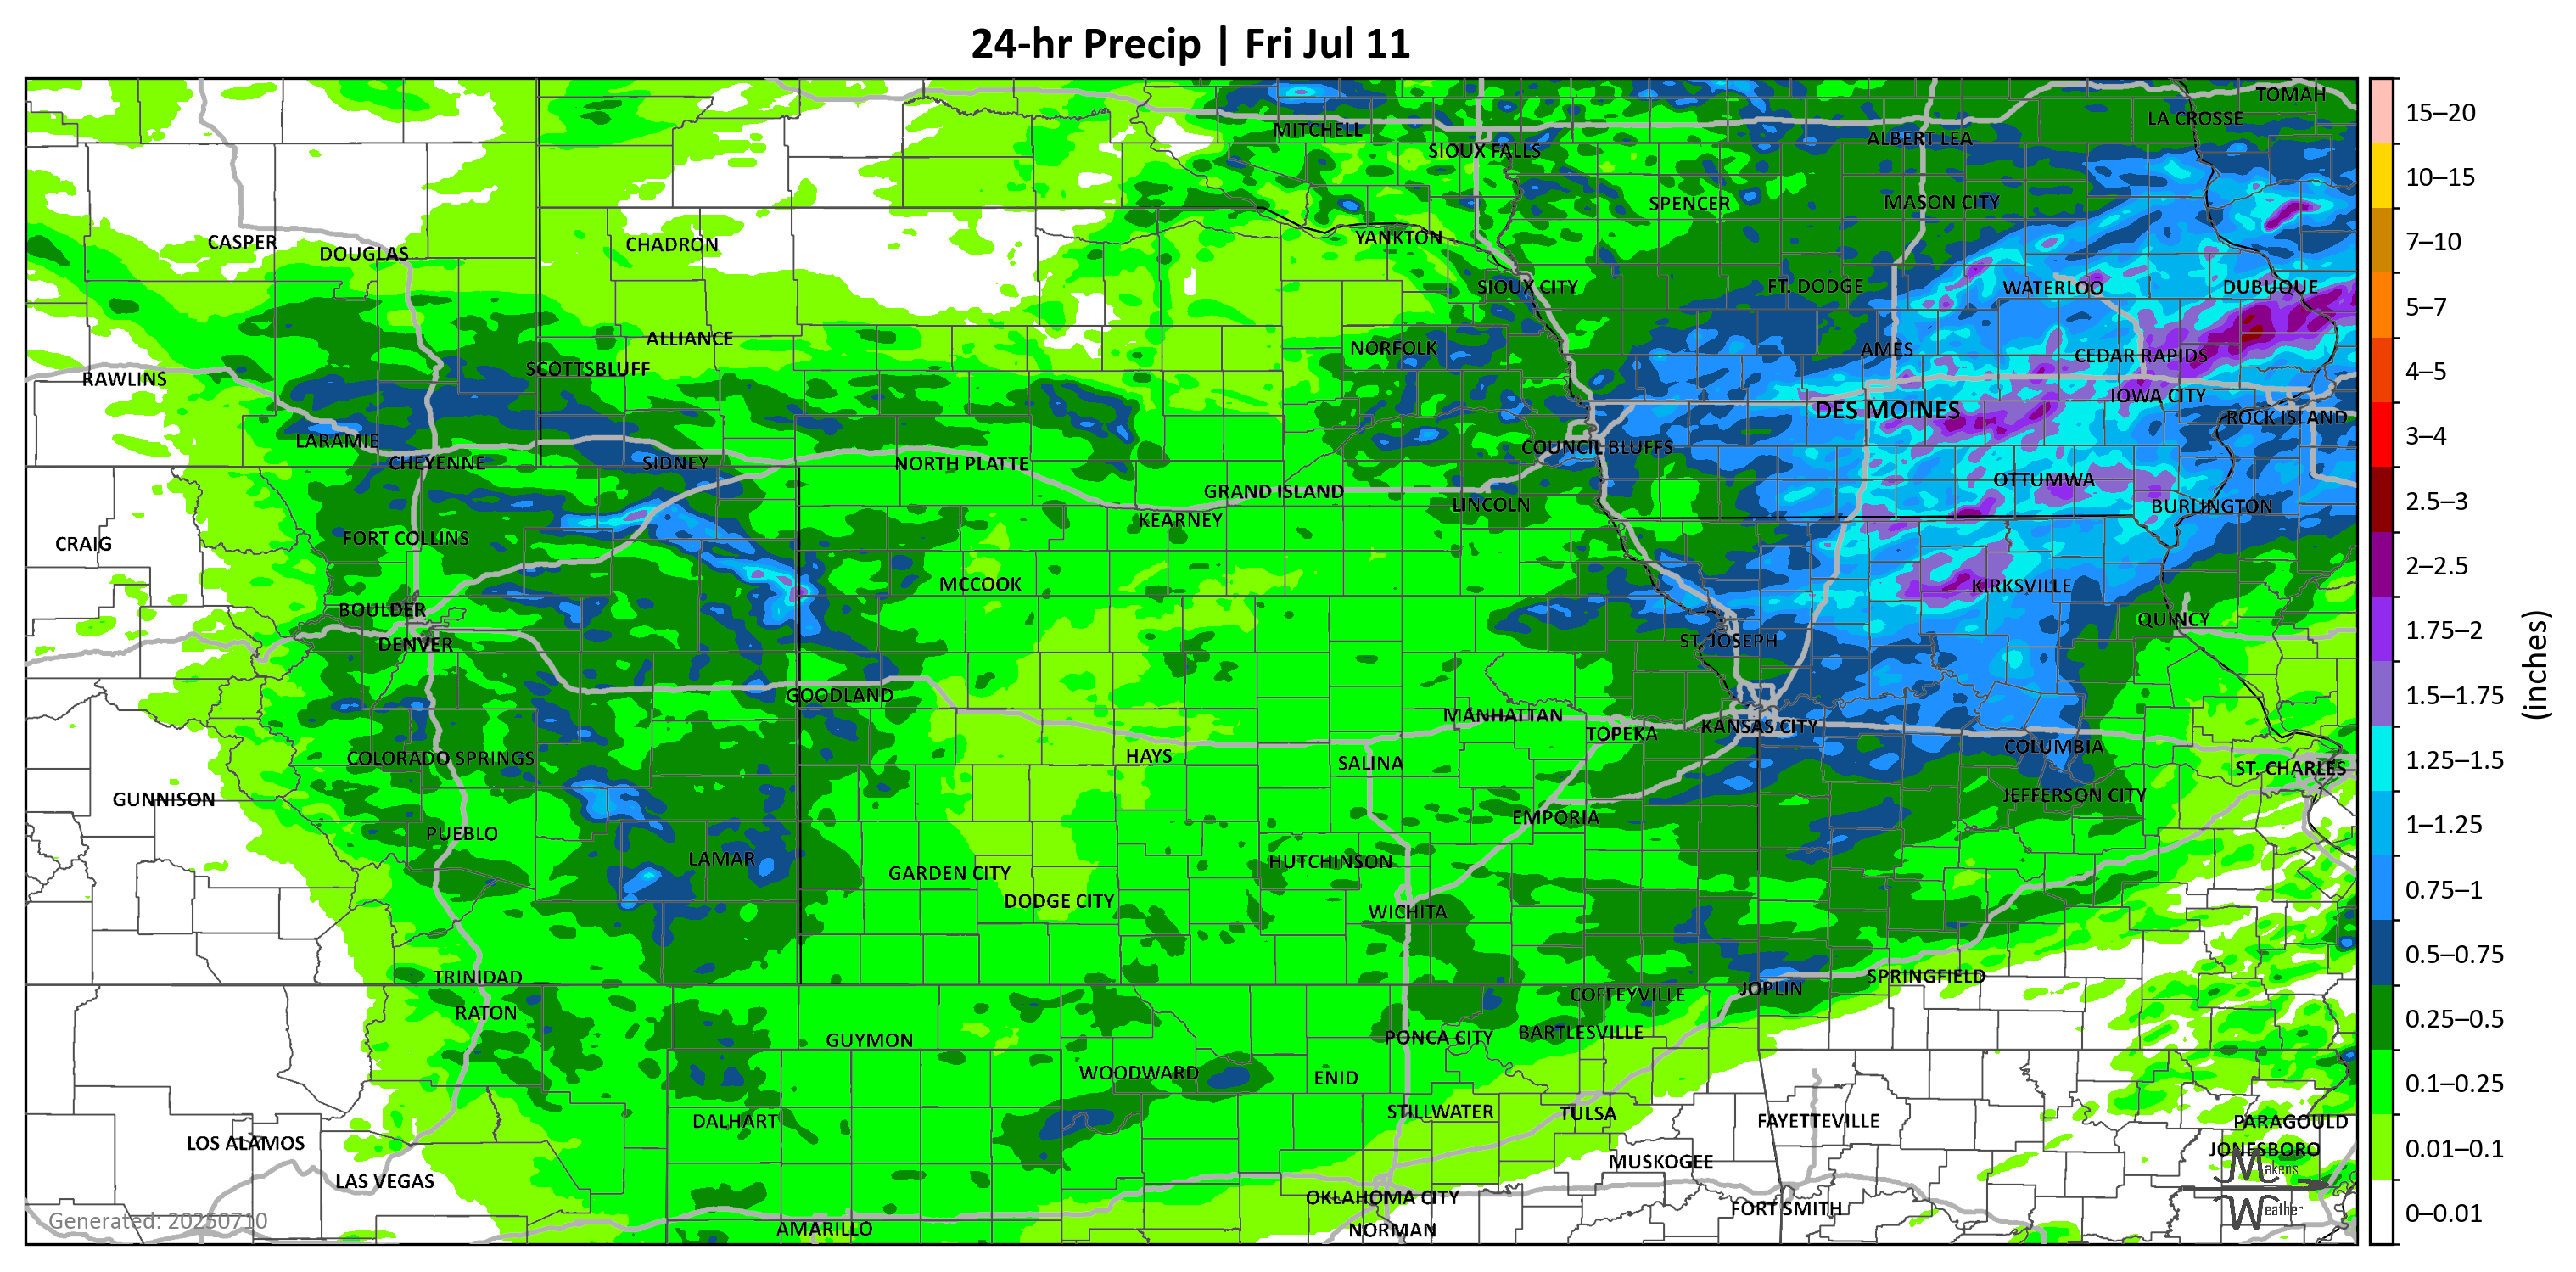 24-hr Precip | Fri Jul 11
TOMAH
LA CROSSE
MITCHELL
ALBERT LEA
SIOUX FALLS
SPENCER
MASON CITY
YANKTON
CASPER
CHADRON
DOUGLAS
SIOUX CITY
FT. DODGE
WATERLOO
DUBUQUE
ALLIANCE
NORFOLK
AMES
CEDAR RAPIDS
SCOTTSBLUFF
RAWLINS
IOWA CITY
DES MOINES
ROCK ISLAND
LARAMIE
COUNCIL BLUFFS
CHEYENNE
SIDNEY
NORTH PLATTE
OTTUMWA
GRAND ISLAND
LINCOLN
BURLINGTON
KEARNEY
FORT COLLINS
CRAIG
MCCOOK
KIRKSVILLE
BOULDER
QUINCY
DENVER
ST. JOSEPH
GOODLAND
MANHATTAN
KANSAS CITY
TOPEKA
COLUMBIA
COLORADO SPRINGS
HAYS
SALINA
ST. CHARLES
GUNNISON
JEFFERSON CITY
EMPORIA
PUEBLO
LAMAR
HUTCHINSON
GARDEN CITY
DODGE CITY
WICHITA
TRINIDAD
SPRINGFIELD
JOPLIN
COFFEYVILLE
RATON
BARTLESVILLE
GUYMON
PONCA CITY
WOODWARD
ENID
STILLWATER
TULSA
DALHART
FAYETTEVILLE
PARAGOULD
LOS ALAMOS
JONESBORO
MUSKOGEE
LAS VEGAS
OKLAHOMA CITY
FORT SMITH
AMARILLO
NORMAN
Generated: 20250710
Makens
Weather
15–20
10–15
7–10
5–7
4–5
3–4
2.5–3
2–2.5
1.75–2
1.5–1.75
1.25–1.5
1–1.25
0.75–1
0.5–0.75
0.25–0.5
0.1–0.25
0.01–0.1
0–0.01
(inches)